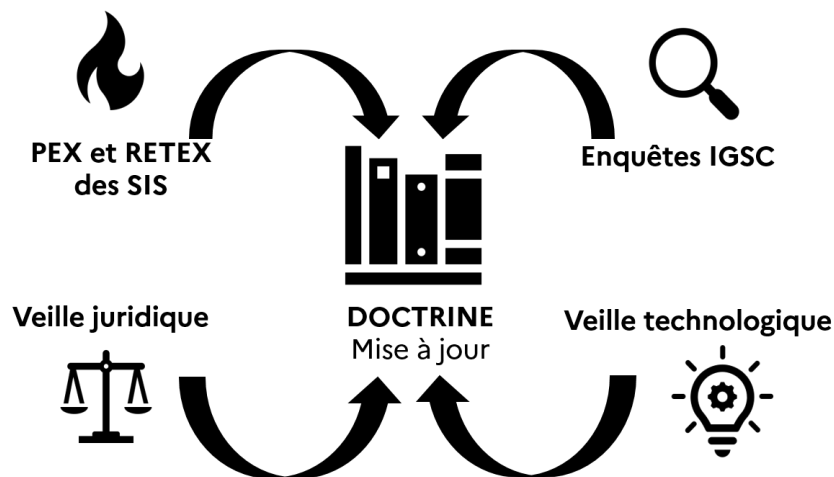 PEX et RETEX
des SIS
Enquêtes IGSC
Veille juridique
DOCTRINE
Mise à jour
Veille technologique